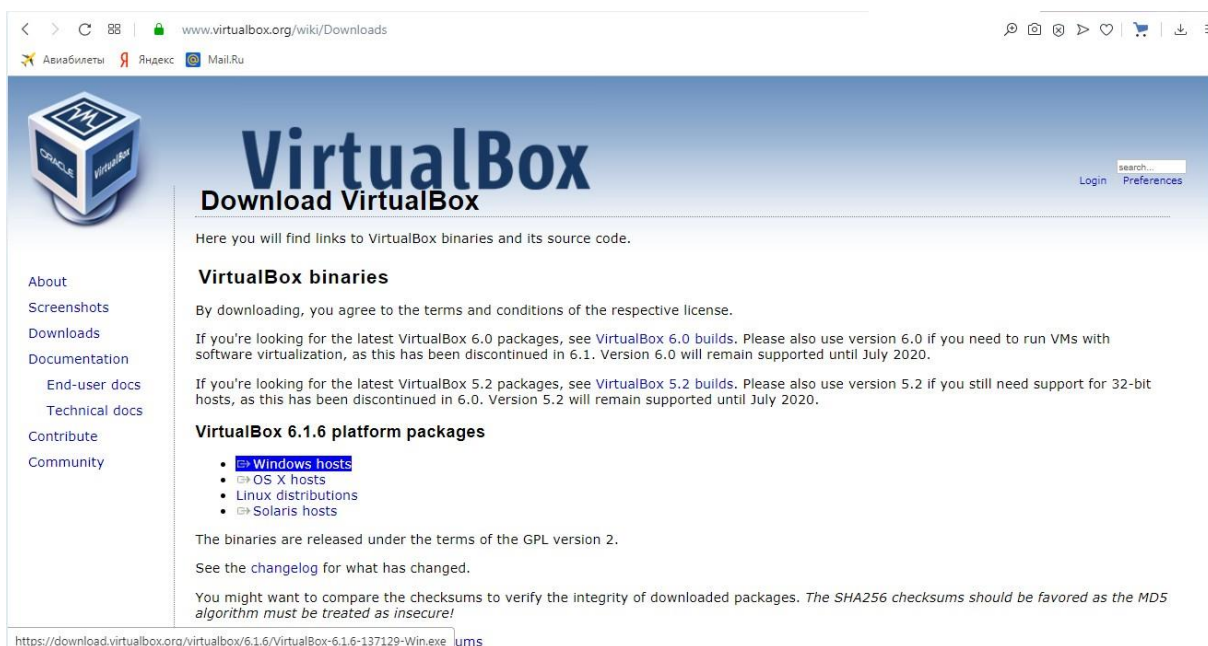 www.virtualbox.org/wiki/Downloads
Авиабилеты Яндекс Mail.Ru
ORACLE VirtualBox
VirtualBox
search...
Login Preferences
Download VirtualBox
Here you will find links to VirtualBox binaries and its source code.
About
Screenshots
Downloads
Documentation
End-user docs
Technical docs
Contribute
Community
VirtualBox binaries
By downloading, you agree to the terms and conditions of the respective license.
If you're looking for the latest VirtualBox 6.0 packages, see VirtualBox 6.0 builds. Please also use version 6.0 if you need to run VMs with
software virtualization, as this has been discontinued in 6.1. Version 6.0 will remain supported until July 2020.
If you're looking for the latest VirtualBox 5.2 packages, see VirtualBox 5.2 builds. Please also use version 5.2 if you still need support for 32-bit
hosts, as this has been discontinued in 6.0. Version 5.2 will remain supported until July 2020.
VirtualBox 6.1.6 platform packages
Windows hosts
OS X hosts
Linux distributions
Solaris hosts
The binaries are released under the terms of the GPL version 2.
See the changelog for what has changed.
You might want to compare the checksums to verify the integrity of downloaded packages. The SHA256 checksums should be favored as the MD5
algorithm must be treated as insecure!
https://download.virtualbox.org/virtualbox/6.1.6/VirtualBox-6.1.6-137129-Win.exe ums